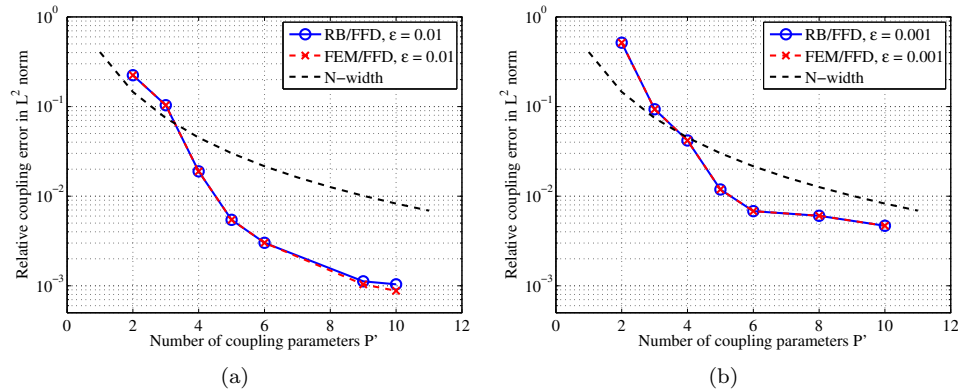 10^0
10^-1
10^-2
10^-3
Relative coupling error in L^2 norm
RB/FFD, ε = 0.01
FEM/FFD, ε = 0.01
N−width
0 2 4 6 8 10 12
Number of coupling parameters P'
(a)
10^0
10^-1
10^-2
10^-3
Relative coupling error in L^2 norm
RB/FFD, ε = 0.001
FEM/FFD, ε = 0.001
N−width
0 2 4 6 8 10 12
Number of coupling parameters P'
(b)